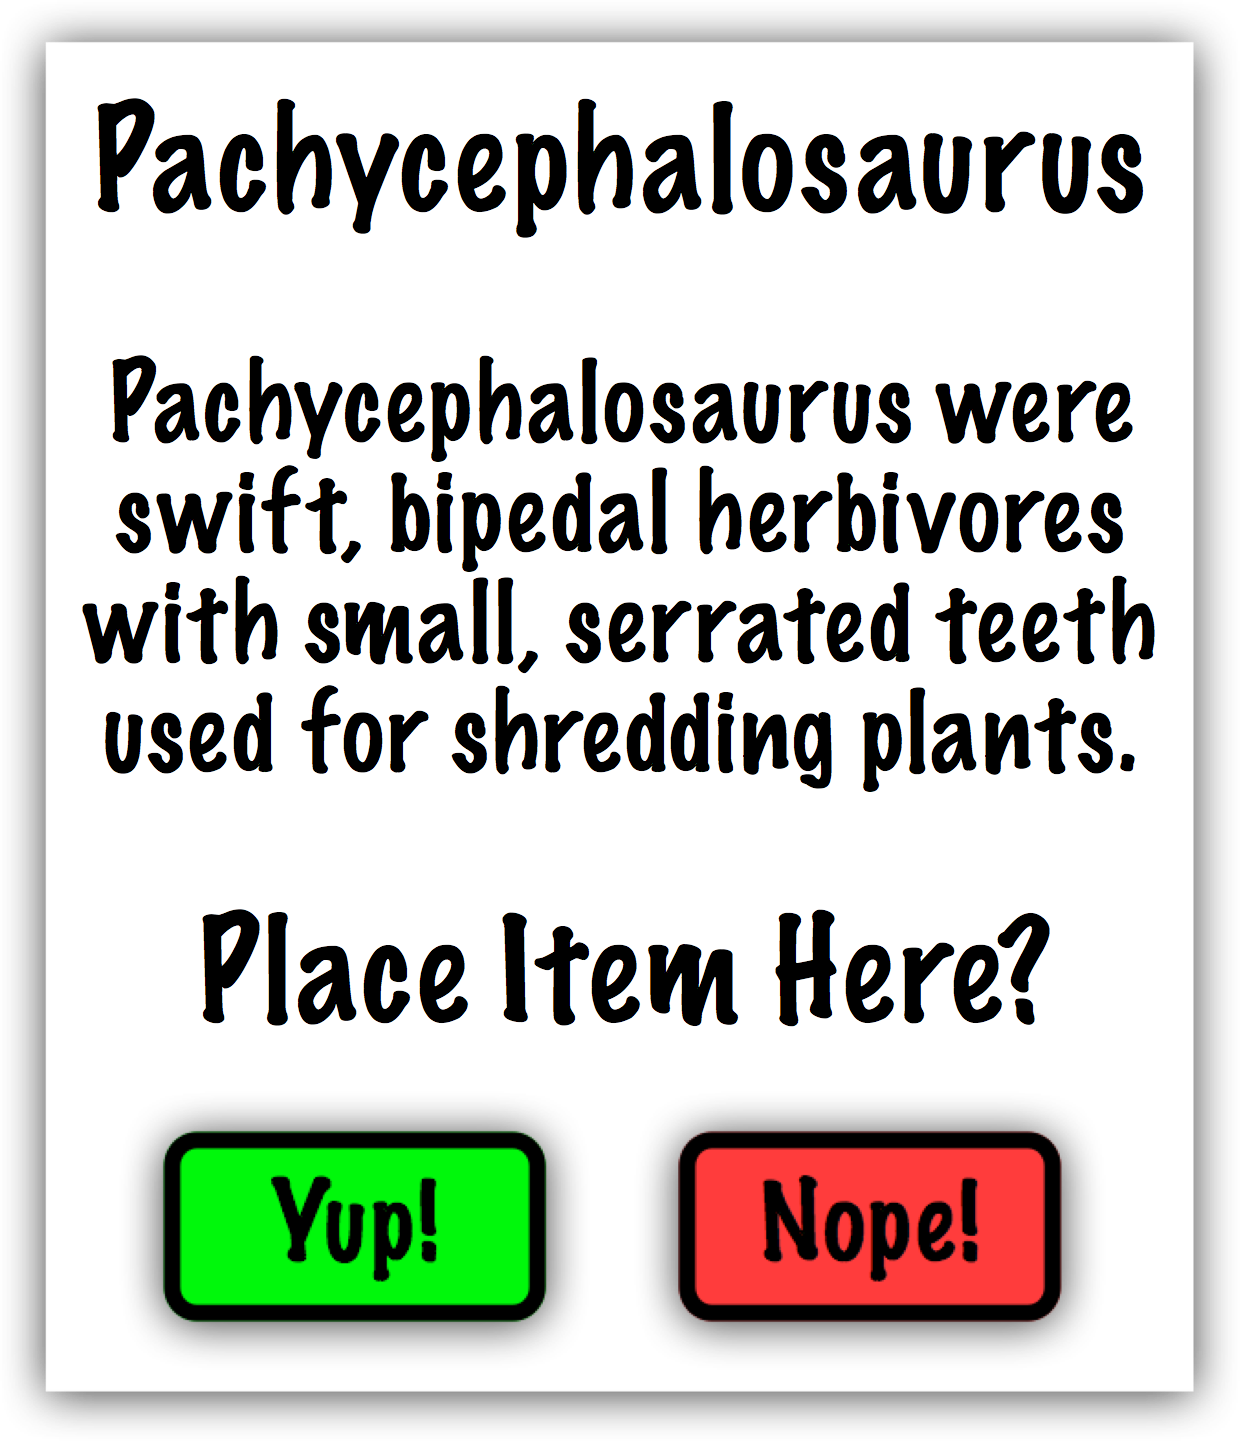 Pachycephalosaurus
Pachycephalosaurus were
swift, bipedal herbivores
with small, serrated teeth
used for shredding plants.
Place Item Here?
Yup!
Nope!